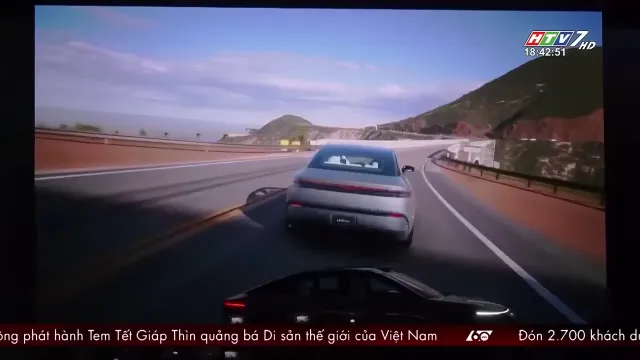 HTV7 HD
18:42:51
ông phát hành Tem Tết Giáp Thìn quảng bá Di sản thế giới của Việt Nam 60 Đón 2.700 khách d